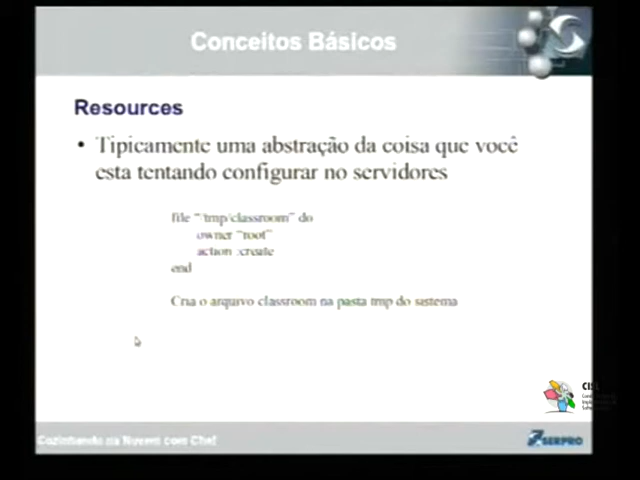 Conceitos Básicos
Resources
• Tipicamente uma abstração da coisa que você
esta tentando configurar no servidores
file "/tmp/classroom" do
owner "root"
action :create
end
Cria o arquivo classroom na pasta tmp do sistema
Cozinhando na Nuvem com Chef
SERPRO